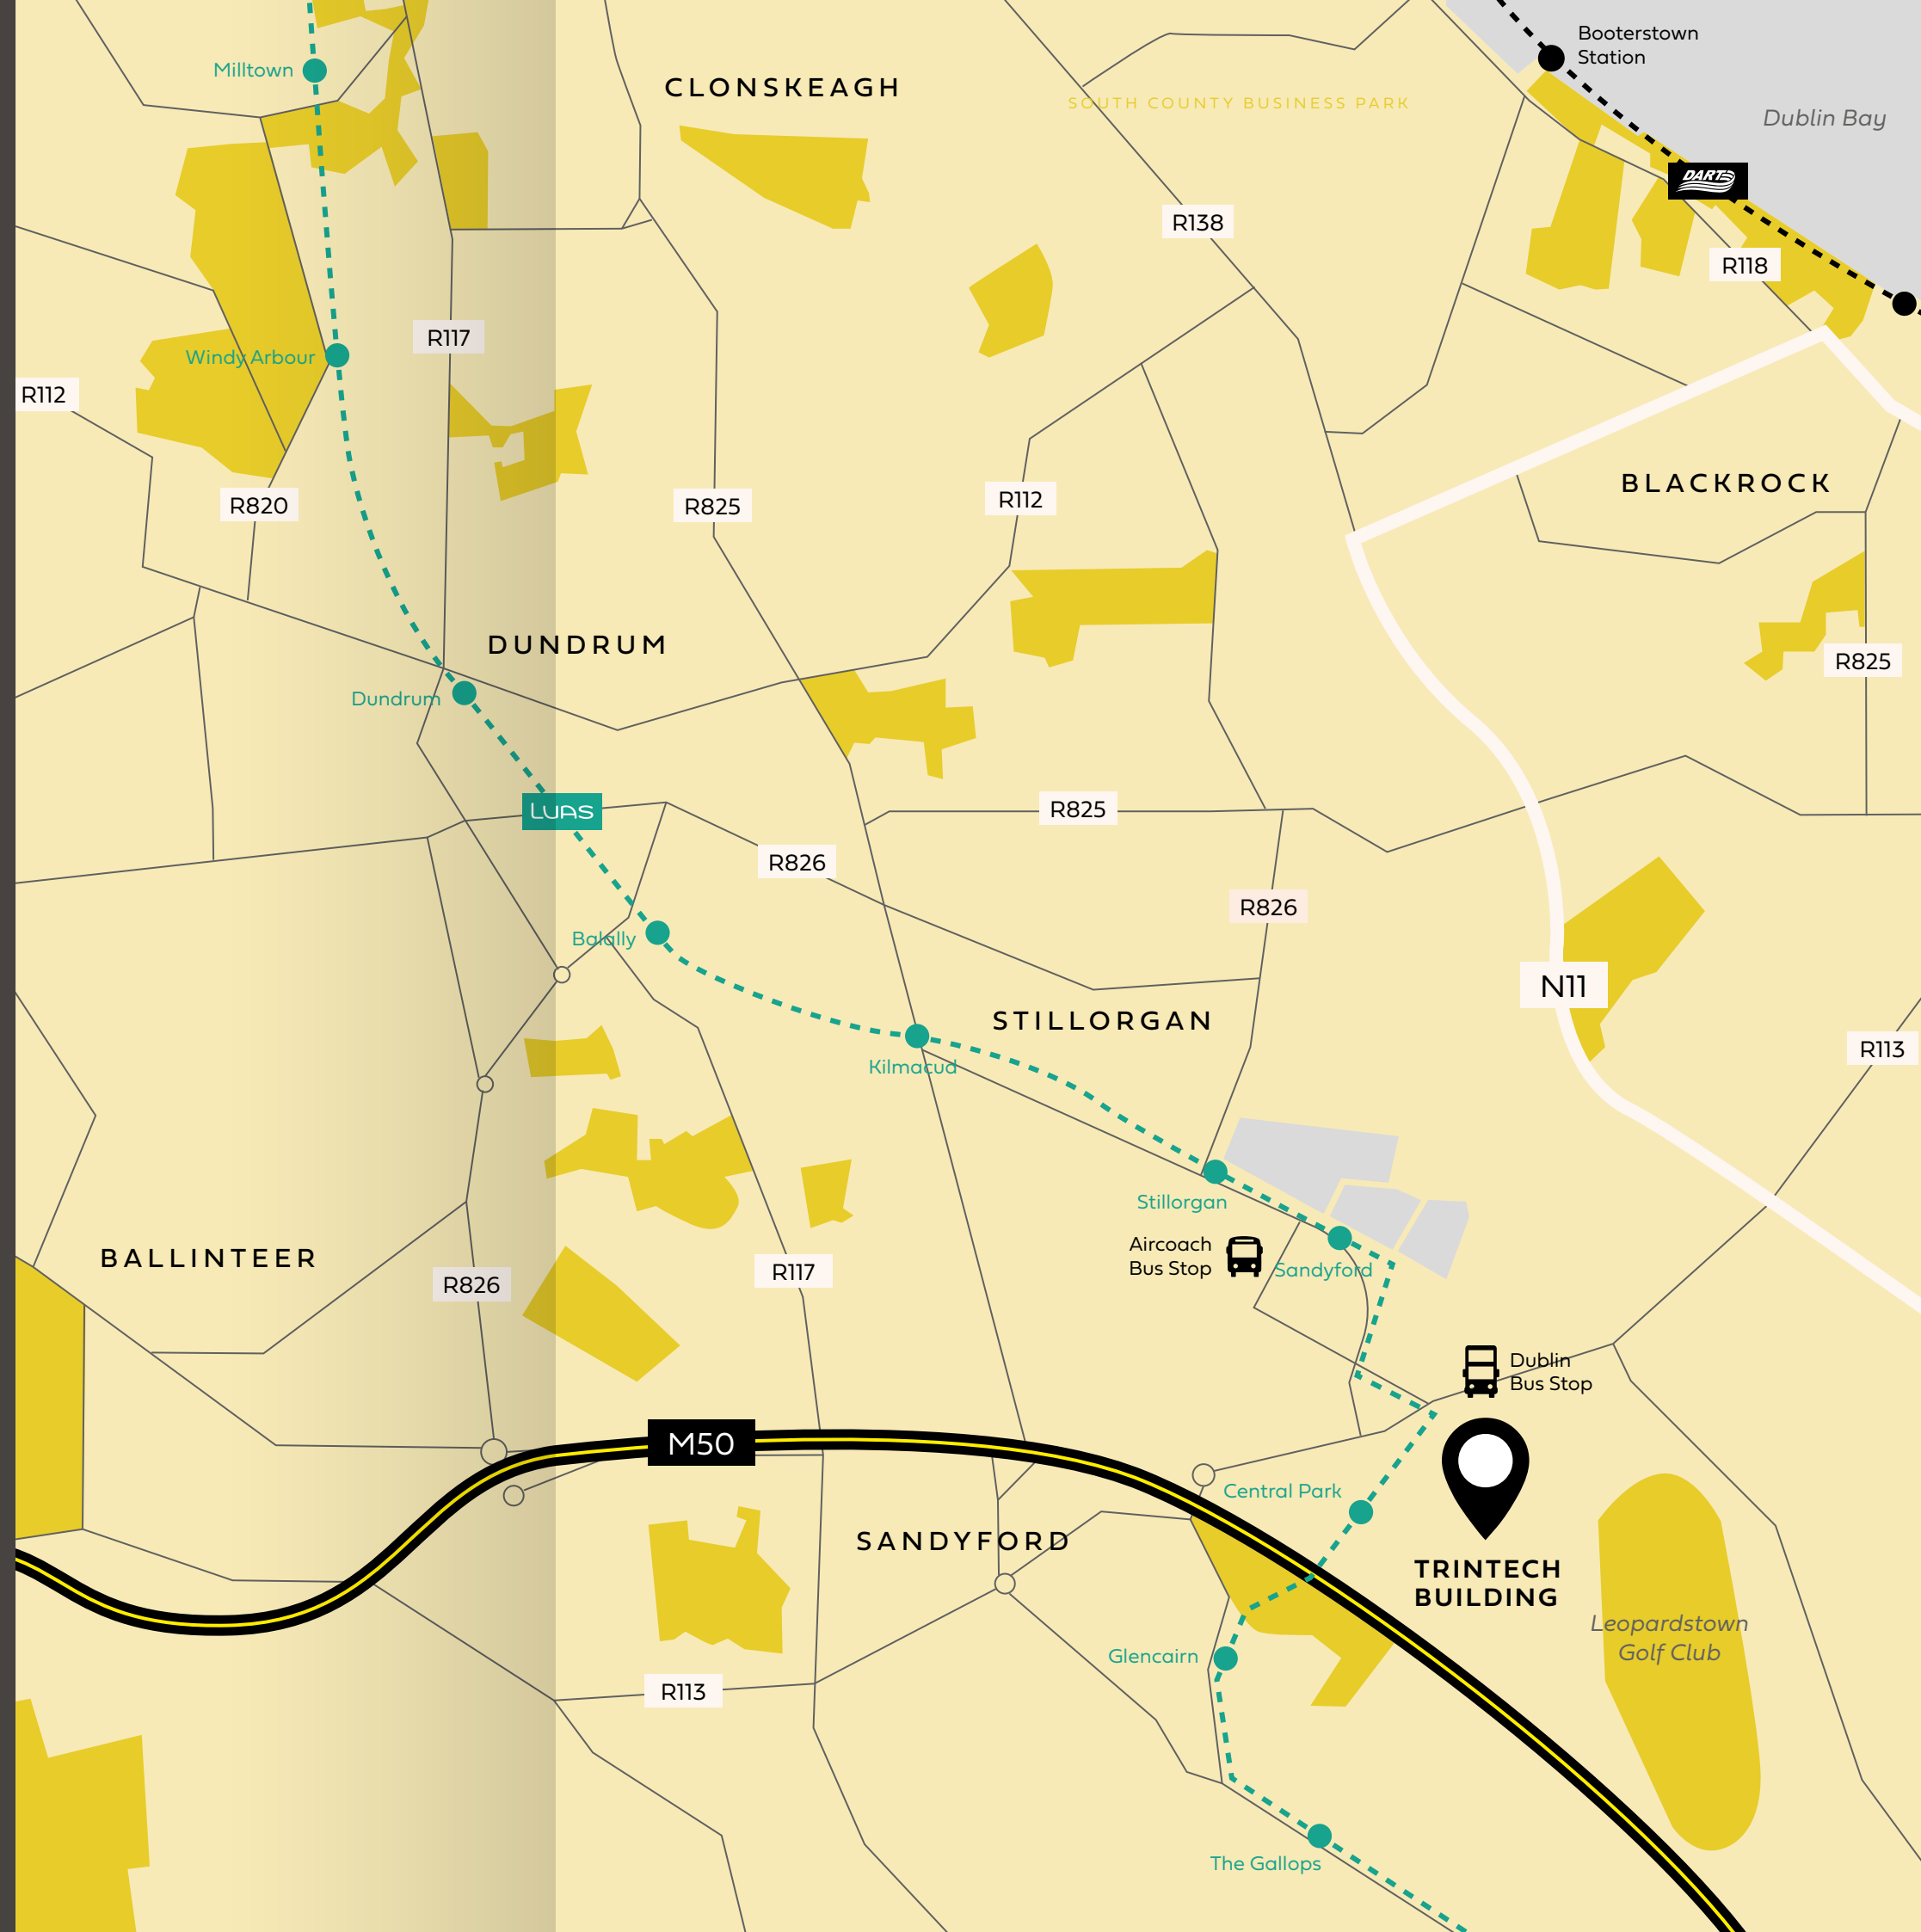 Booterstown
Station
Milltown
CLONSKEAGH
SOUTH COUNTY BUSINESS PARK
Dublin Bay
DART
R138
R118
R117
Windy Arbour
R112
BLACKROCK
R820
R825
R112
DUNDRUM
R825
Dundrum
LUAS
R825
R826
R826
Balally
N11
STILLORGAN
R113
Kilmacud
Stillorgan
Aircoach
Bus Stop
Sandyford
BALLINTEER
R826
R117
Dublin
Bus Stop
M50
Central Park
SANDYFORD
TRINTECH
BUILDING
Leopardstown
Golf Club
Glencairn
R113
The Gallops